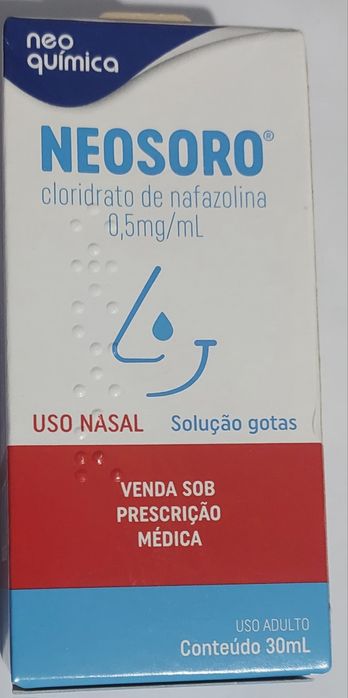 neo
química
NEOSORO®
cloridrato de nafazolina
0,5mg/mL
USO NASAL Solução gotas
VENDA SOB
PRESCRIÇÃO
MÉDICA
USO ADULTO
Conteúdo 30mL